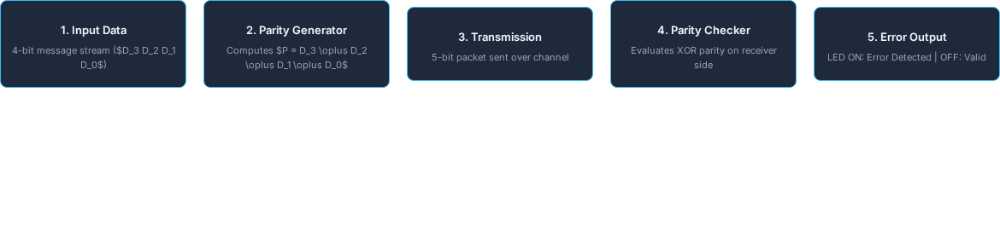 1. Input Data
4-bit message stream ($D_3 D_2 D_1
D_0$)
2. Parity Generator
Computes $P = D_3 \oplus D_2
\oplus D_1 \oplus D_0$
3. Transmission
5-bit packet sent over channel
4. Parity Checker
Evaluates XOR parity on receiver
side
5. Error Output
LED ON: Error Detected | OFF: Valid